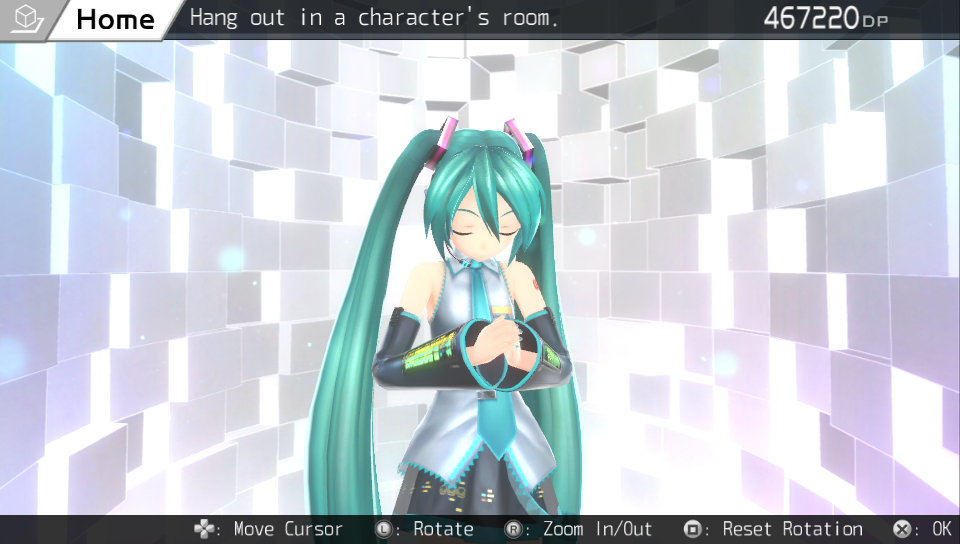 Home
Hang out in a character's room.
467220DP
: Move Cursor L: Rotate R: Zoom In/Out : Reset Rotation : OK